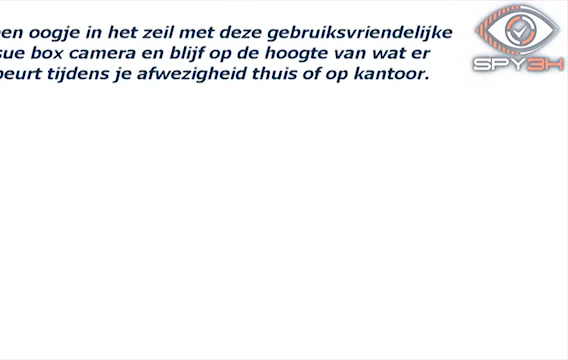 een oogje in het zeil met deze gebruiksvriendelijke
sue box camera en blijf op de hoogte van wat er
beurt tijdens je afwezigheid thuis of op kantoor.
SPY3K